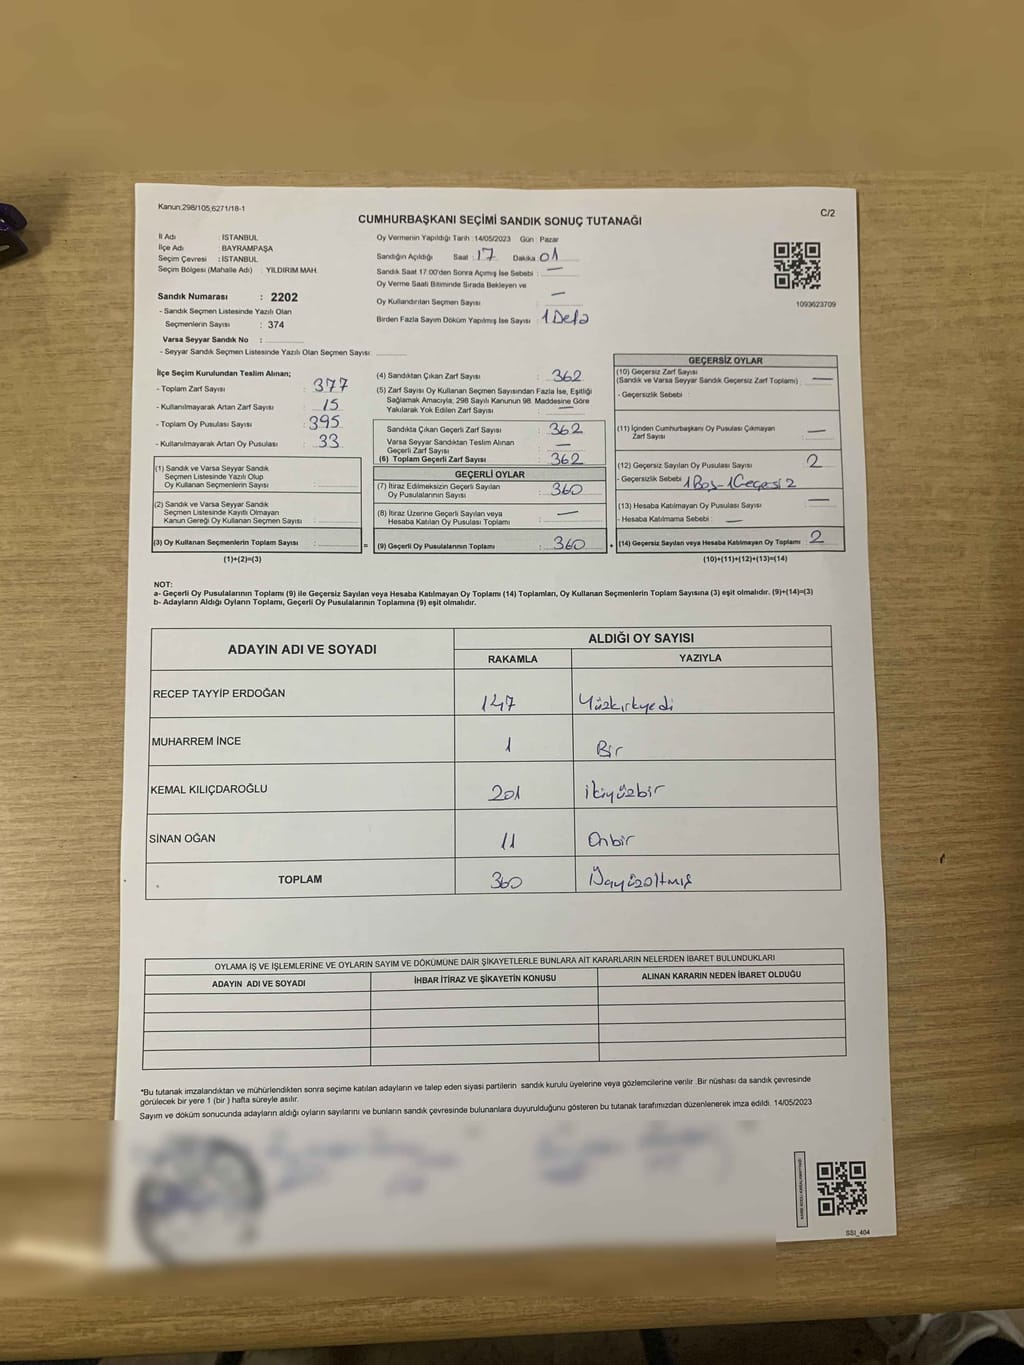 Kanun,298/105,6271/18-1
C/2
CUMHURBAŞKANI SEÇİMİ SANDIK SONUÇ TUTANAĞI
İl Adı : İSTANBUL
İlçe Adı : BAYRAMPAŞA
Seçim Çevresi : İSTANBUL
Seçim Bölgesi (Mahalle Adı) : YILDIRIM MAH.
Sandık Numarası : 2202
- Sandık Seçmen Listesinde Yazılı Olan
Seçmenlerin Sayısı : 374
Varsa Seyyar Sandık No :
- Seyyar Sandık Seçmen Listesinde Yazılı Olan Seçmen Sayısı:
Oy Vermenin Yapıldığı Tarih : 14/05/2023 Gün : Pazar
Sandığın Açıldığı Saat : 17 Dakika 01
Sandık Saat 17:00'den Sonra Açımış İse Sebebi : —
Oy Verme Saati Bitiminde Sırada Bekleyen ve
Oy Kullandırılan Seçmen Sayısı : —
Birden Fazla Sayım Döküm Yapılmış İse Sayısı : 1 Defa
1093623709
İlçe Seçim Kurulundan Teslim Alınan;
- Toplam Zarf Sayısı : 377
- Kullanılmayarak Artan Zarf Sayısı : 15
- Toplam Oy Pusulası Sayısı : 395
- Kullanılmayarak Artan Oy Pusulası : 33
(1) Sandık ve Varsa Seyyar Sandık
Seçmen Listesinde Yazılı Olup
Oy Kullanan Seçmenlerin Sayısı :
(2) Sandık ve Varsa Seyyar Sandık
Seçmen Listesinde Kayıtlı Olmayan
Kanun Gereği Oy Kullanan Seçmen Sayısı :
(3) Oy Kullanan Seçmenlerin Toplam Sayısı : =
(1)+(2)=(3)
(4) Sandıktan Çıkan Zarf Sayısı : 362
(5) Zarf Sayısı Oy Kullanan Seçmen Sayısından Fazla İse, Eşitliği
Sağlamak Amacıyla, 298 Sayılı Kanunun 98. Maddesine Göre
Yakılarak Yok Edilen Zarf Sayısı : —
Sandıkta Çıkan Geçerli Zarf Sayısı : 362
Varsa Seyyar Sandıktan Teslim Alınan
Geçerli Zarf Sayısı : —
(6) Toplam Geçerli Zarf Sayısı : 362
GEÇERLİ OYLAR
(7) İtiraz Edilmeksizin Geçerli Sayılan
Oy Pusulalarının Sayısı : 360
(8) İtiraz Üzerine Geçerli Sayılan veya
Hesaba Katılan Oy Pusulası Toplamı : —
(9) Geçerli Oy Pusulalarının Toplamı : 360 +
GEÇERSİZ OYLAR
(10) Geçersiz Zarf Sayısı
(Sandık ve Varsa Seyyar Sandık Geçersiz Zarf Toplamı) : —
- Geçersizlik Sebebi :
(11) İçinden Cumhurbaşkanı Oy Pusulası Çıkmayan
Zarf Sayısı : —
(12) Geçersiz Sayılan Oy Pusulası Sayısı : 2
- Geçersizlik Sebebi : 1 Boş-1Geçersiz
(13) Hesaba Katılmayan Oy Pusulası Sayısı : —
- Hesaba Katılmama Sebebi : —
(14) Geçersiz Sayılan veya Hesaba Katılmayan Oy Toplamı : 2
(10)+(11)+(12)+(13)=(14)
NOT:
a- Geçerli Oy Pusulalarının Toplamı (9) ile Geçersiz Sayılan veya Hesaba Katılmayan Oy Toplamı (14) Toplamları, Oy Kullanan Seçmenlerin Toplam Sayısına (3) eşit olmalıdır. (9)+(14)=(3)
b- Adayların Aldığı Oyların Toplamı, Geçerli Oy Pusulalarının Toplamına (9) eşit olmalıdır.
ADAYIN ADI VE SOYADI
ALDIĞI OY SAYISI
RAKAMLA YAZIYLA
RECEP TAYYİP ERDOĞAN 147 Yüzkırkyedi
MUHARREM İNCE 1 Bir
KEMAL KILIÇDAROĞLU 201 ikiyüzbir
SİNAN OĞAN 11 Onbir
TOPLAM 360 Üçyüzaltmış
OYLAMA İŞ VE İŞLEMLERİNE VE OYLARIN SAYIM VE DÖKÜMÜNE DAİR ŞİKAYETLERLE BUNLARA AİT KARARLARIN NELERDEN İBARET BULUNDUKLARI
ADAYIN ADI VE SOYADI İHBAR İTİRAZ VE ŞİKAYETİN KONUSU ALINAN KARARIN NEDEN İBARET OLDUĞU
*Bu tutanak imzalandıktan ve mühürlendikten sonra seçime katılan adayların ve talep eden siyasi partilerin sandık kurulu üyelerine veya gözlemcilerine verilir .Bir nüshası da sandık çevresinde
görülecek bir yere 1 (bir ) hafta süreyle asılır.
Sayım ve döküm sonucunda adayların aldığı oyların sayılarını ve bunların sandık çevresinde bulunanlara duyurulduğunu gösteren bu tutanak tarafımızdan düzenlenerek imza edildi. 14/05/2023
SSI_404